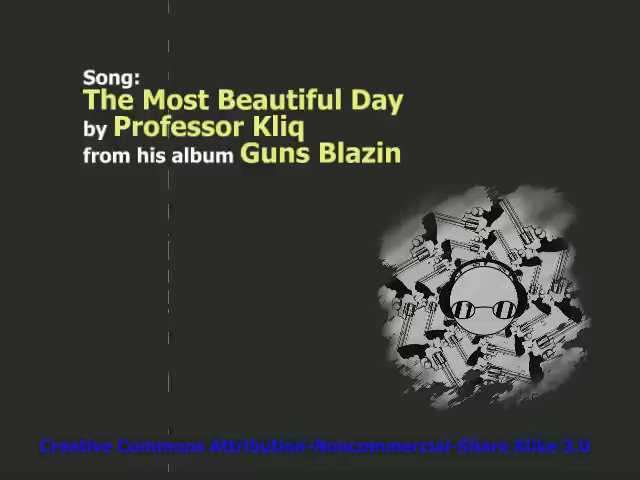 Song:
The Most Beautiful Day
by Professor Kliq
from his album Guns Blazin
Creative Commons Attribution-Noncommercial-Share Alike 3.0